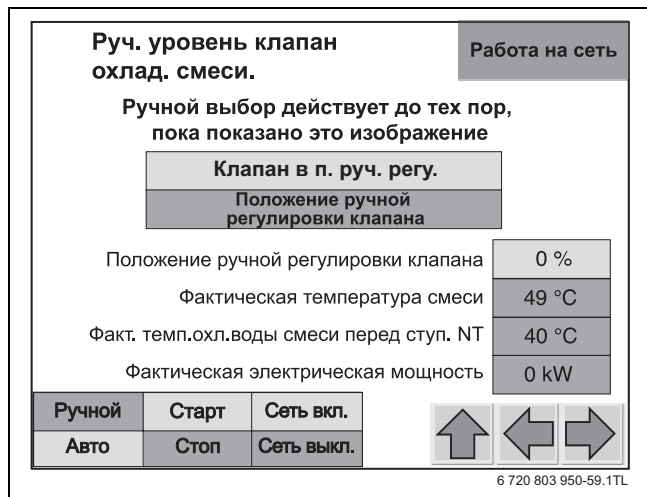 Руч. уровень клапан
охлад. смеси.
Работа на сеть
Ручной выбор действует до тех пор,
пока показано это изображение
Клапан в п. руч. регу.
Положение ручной
регулировки клапана
Положение ручной регулировки клапана 0 %
Фактическая температура смеси 49 °C
Факт. темп.охл.воды смеси перед ступ. NT 40 °C
Фактическая электрическая мощность 0 kW
Ручной Старт Сеть вкл.
Авто Стоп Сеть выкл.
6 720 803 950-59.1TL